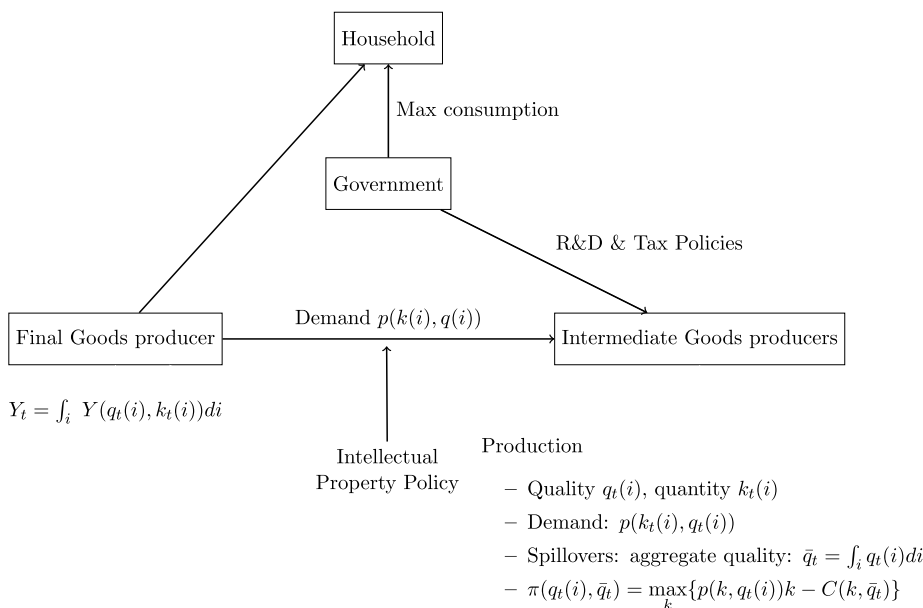 Household
Max consumption
Government
R&D & Tax Policies
Demand p(k(i), q(i))
Final Goods producer
Intermediate Goods producers
Y_t = ∫_i Y(q_t(i), k_t(i))di
Intellectual
Property Policy
Production
– Quality q_t(i), quantity k_t(i)
– Demand: p(k_t(i), q_t(i))
– Spillovers: aggregate quality: q̄_t = ∫_i q_t(i)di
– π(q_t(i), q̄_t) = max_k{p(k, q_t(i))k − C(k, q̄_t)}